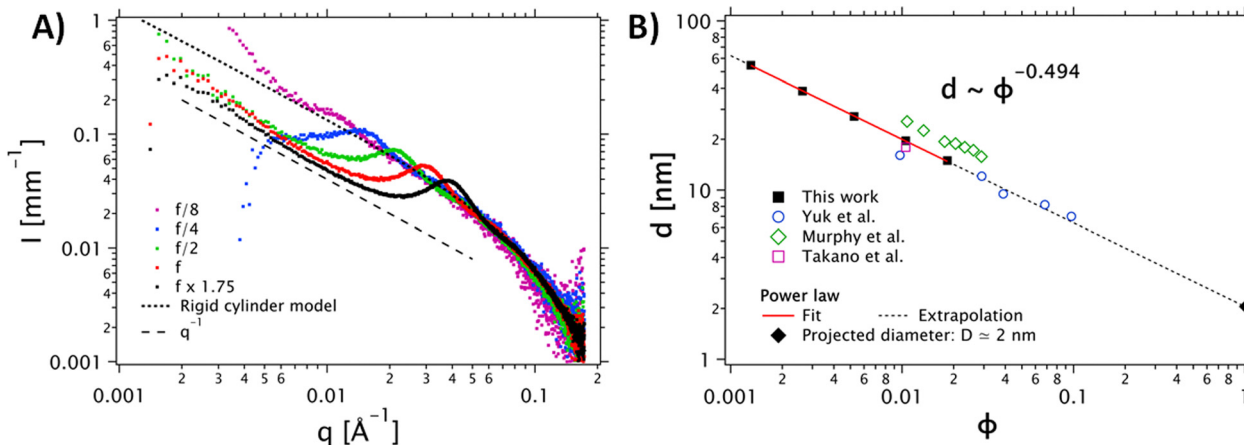 A)
I [mm⁻¹]
1
8
6
4
2
0.1
8
6
4
2
0.01
8
6
4
2
0.001
f/8
f/4
f/2
f
f x 1.75
Rigid cylinder model
q⁻¹
0.001
2
3
4
5
6
0.01
2
3
4
5
6
0.1
2
q [Å⁻¹]
B)
d [nm]
100
8
6
4
2
10
8
6
4
2
1
d ~ ϕ⁻⁰·⁴⁹⁴
This work
Yuk et al.
Murphy et al.
Takano et al.
Power law
Fit
Extrapolation
Projected diameter: D ≃ 2 nm
0.001
2
4
6
8
0.01
2
4
6
8
0.1
2
4
6
8
1
ϕ